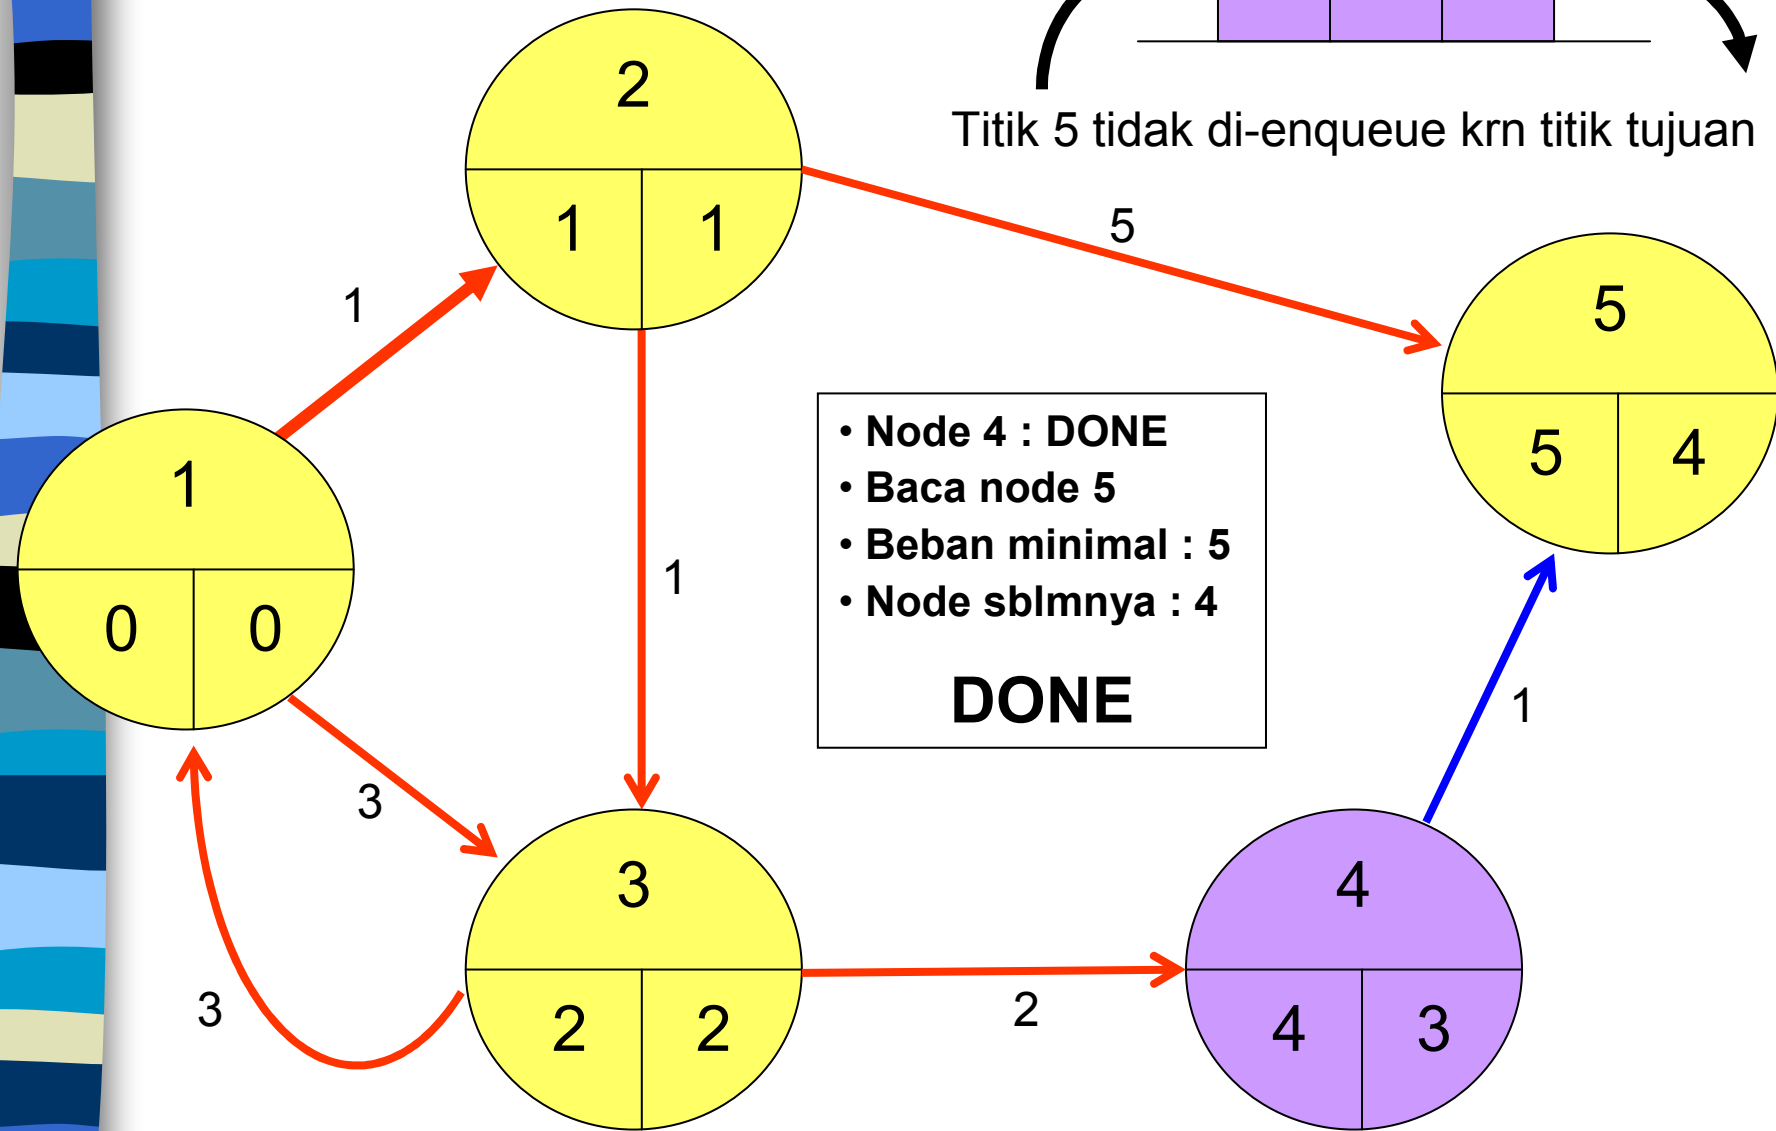 2
1 1
Titik 5 tidak di-enqueue krn titik tujuan
5
1
5
5 4
• Node 4 : DONE
• Baca node 5
• Beban minimal : 5
• Node sblmnya : 4
DONE
1
0 0
1
1
3
3
2 2
3
2
4
4 3